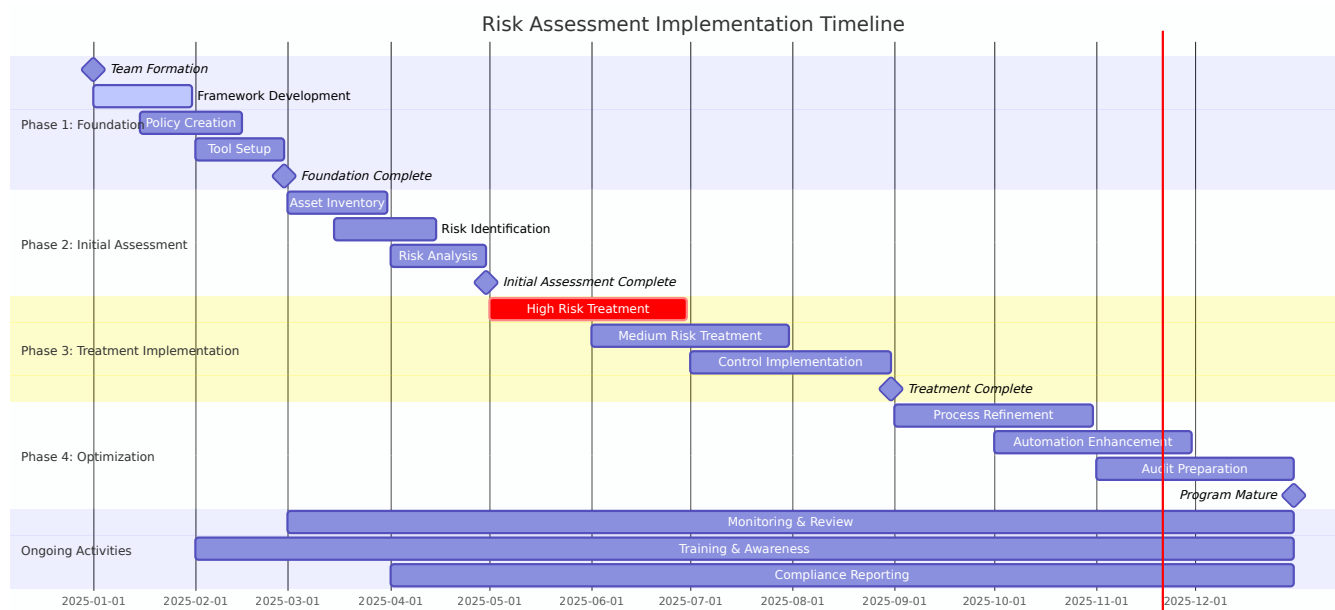 Risk Assessment Implementation Timeline
Team Formation
Framework Development
Phase 1: Foundation
Policy Creation
Tool Setup
Foundation Complete
Asset Inventory
Risk Identification
Phase 2: Initial Assessment
Risk Analysis
Initial Assessment Complete
High Risk Treatment
Medium Risk Treatment
Phase 3: Treatment Implementation
Control Implementation
Treatment Complete
Process Refinement
Automation Enhancement
Phase 4: Optimization
Audit Preparation
Program Mature
Monitoring & Review
Ongoing Activities
Training & Awareness
Compliance Reporting
2025-01-01 2025-02-01 2025-03-01 2025-04-01 2025-05-01 2025-06-01 2025-07-01 2025-08-01 2025-09-01 2025-10-01 2025-11-01 2025-12-01